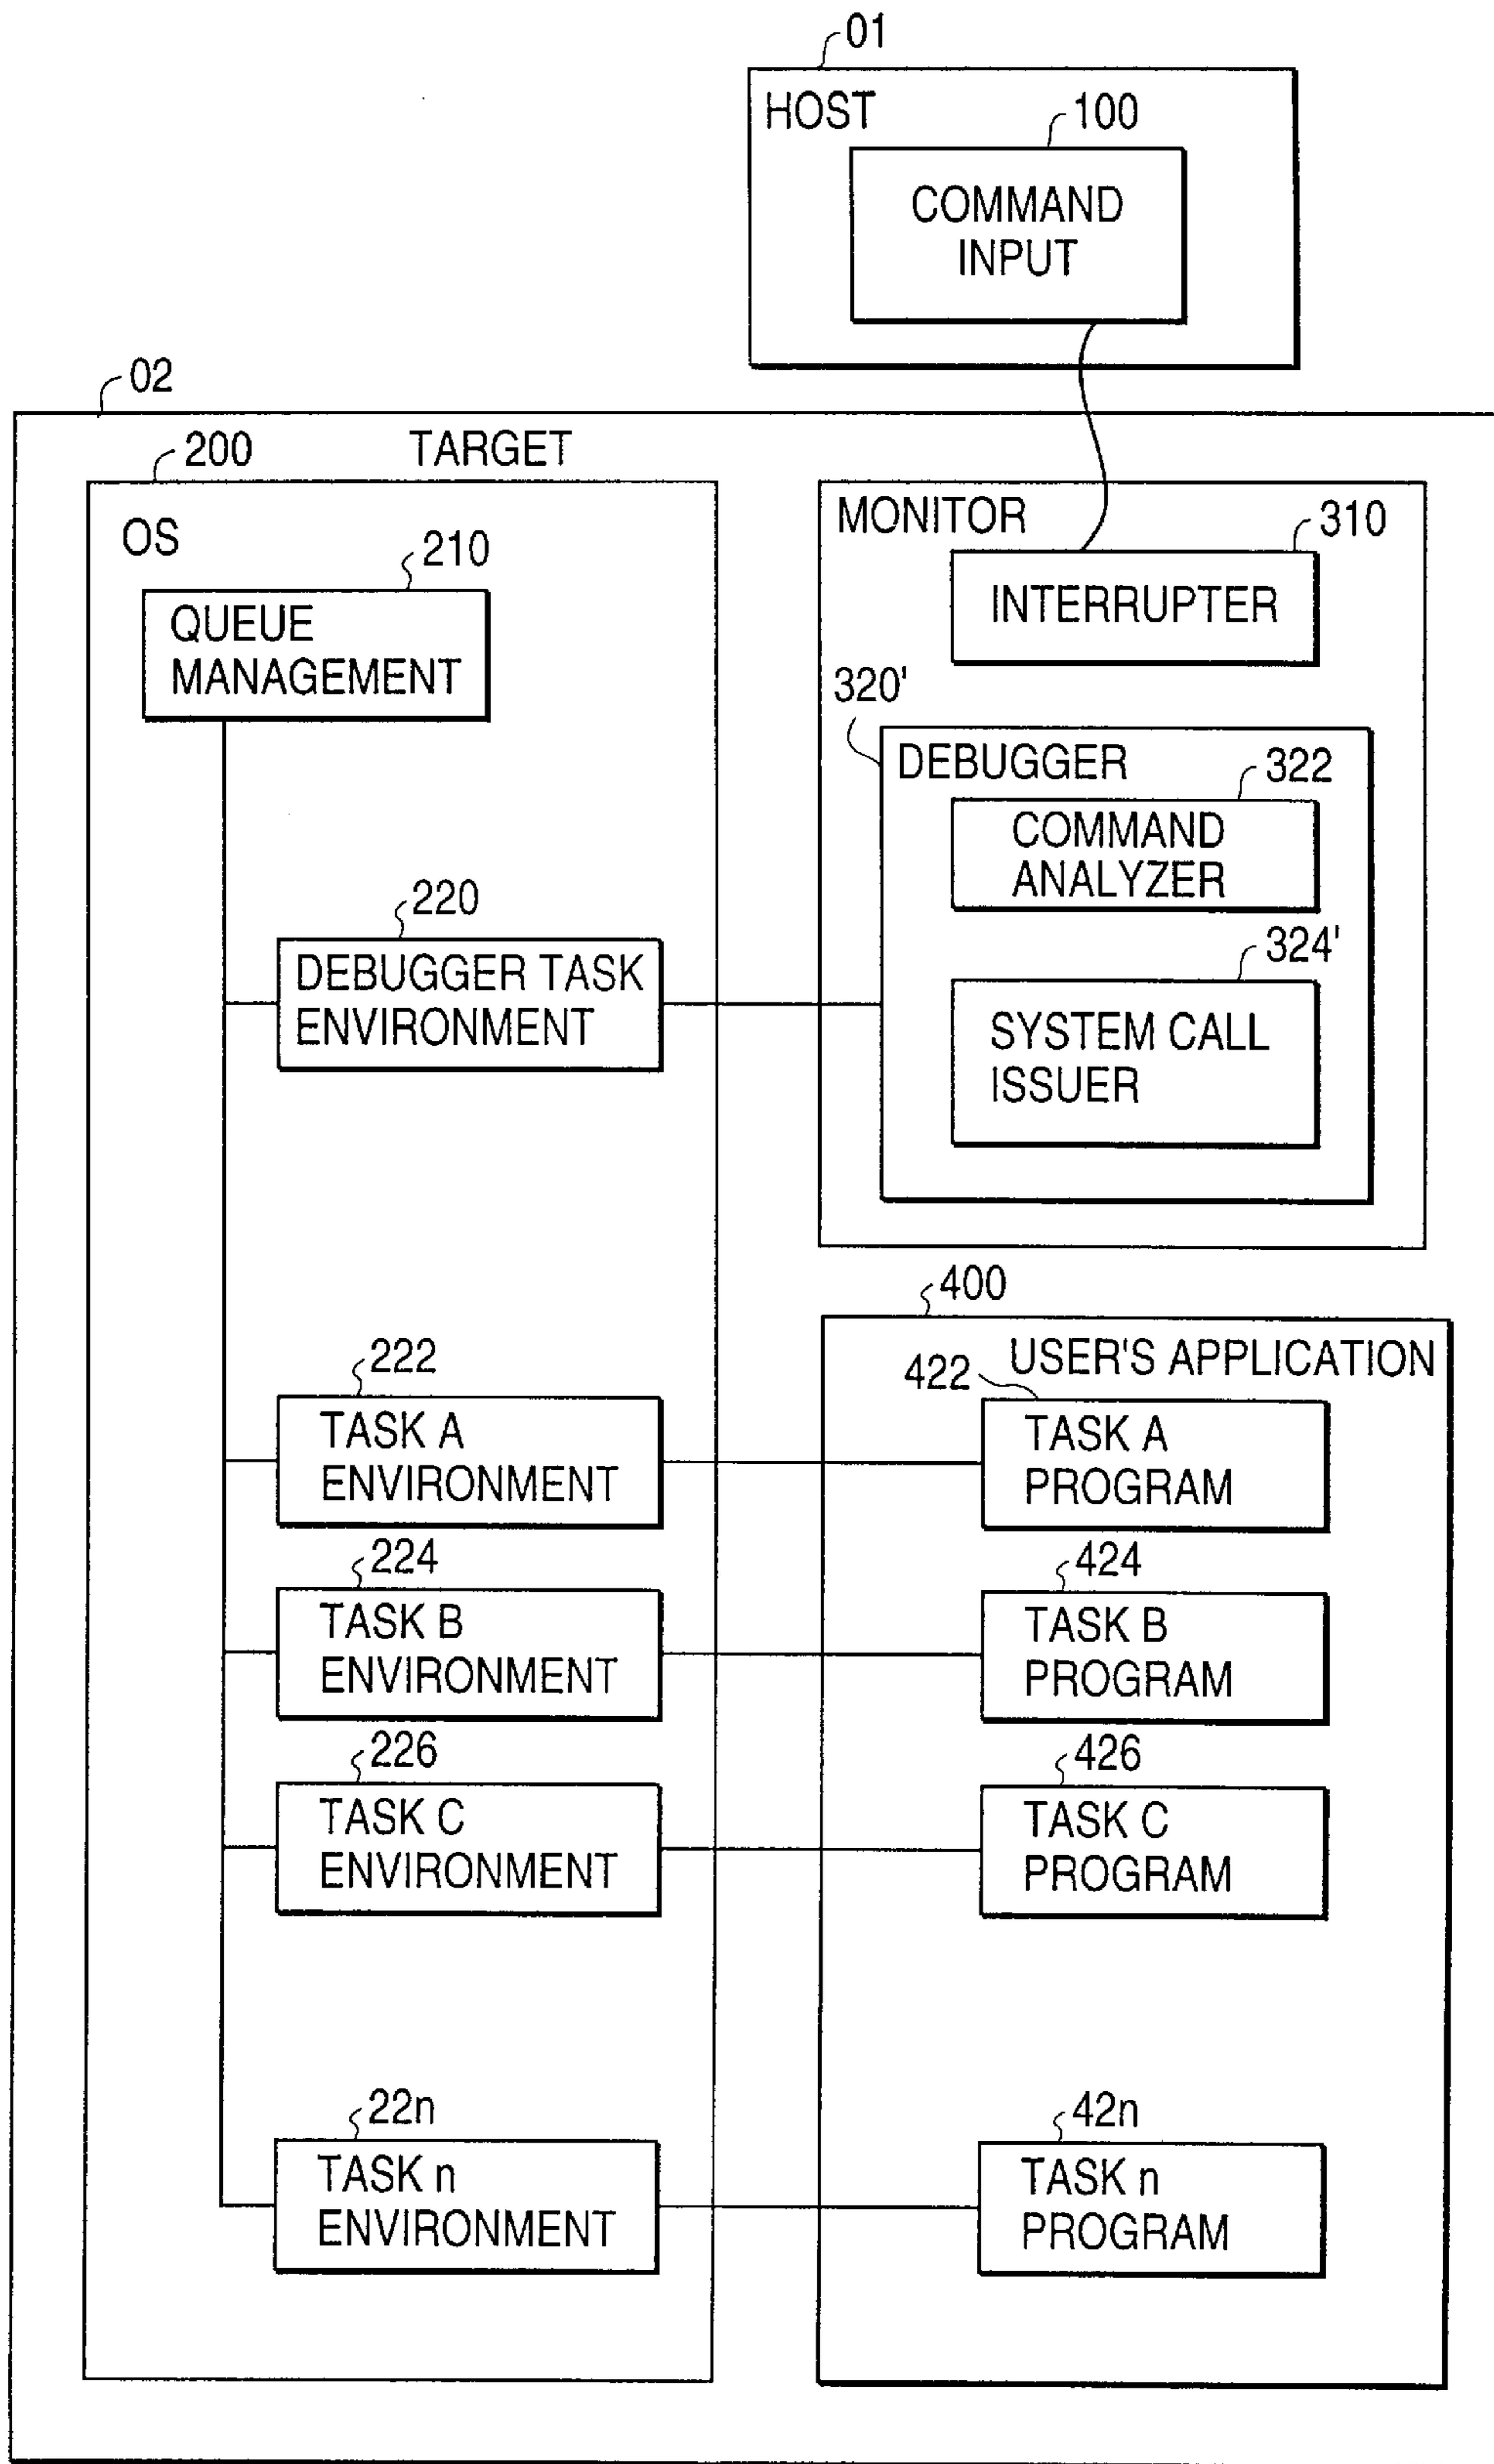 01
HOST
100
COMMAND
INPUT
02
TARGET
200
OS
210
QUEUE
MANAGEMENT
MONITOR
310
INTERRUPTER
320'
DEBUGGER
322
COMMAND
ANALYZER
220
DEBUGGER TASK
ENVIRONMENT
324'
SYSTEM CALL
ISSUER
400
USER'S APPLICATION
222
TASK A
ENVIRONMENT
422
TASK A
PROGRAM
224
TASK B
ENVIRONMENT
424
TASK B
PROGRAM
226
TASK C
ENVIRONMENT
426
TASK C
PROGRAM
22n
TASK n
ENVIRONMENT
42n
TASK n
PROGRAM